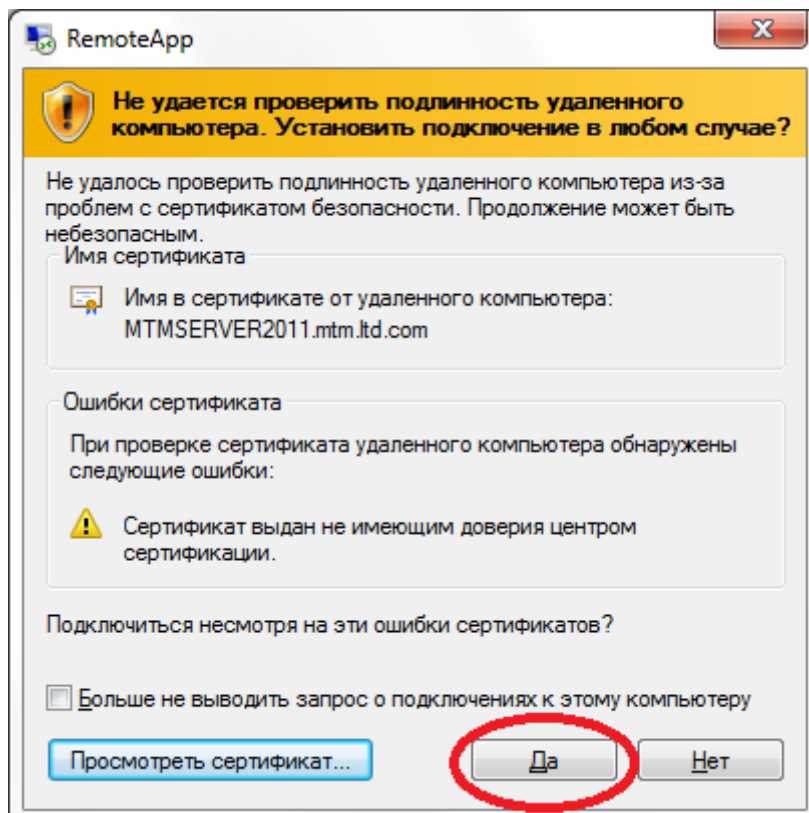 RemoteApp
Не удается проверить подлинность удаленного
компьютера. Установить подключение в любом случае?
Не удалось проверить подлинность удаленного компьютера из-за
проблем с сертификатом безопасности. Продолжение может быть
небезопасным.
Имя сертификата
Имя в сертификате от удаленного компьютера:
MTMSERVER2011.mtm.ltd.com
Ошибки сертификата
При проверке сертификата удаленного компьютера обнаружены
следующие ошибки:
Сертификат выдан не имеющим доверия центром
сертификации.
Подключиться несмотря на эти ошибки сертификатов?
Больше не выводить запрос о подключениях к этому компьютеру
Просмотреть сертификат... Да Нет